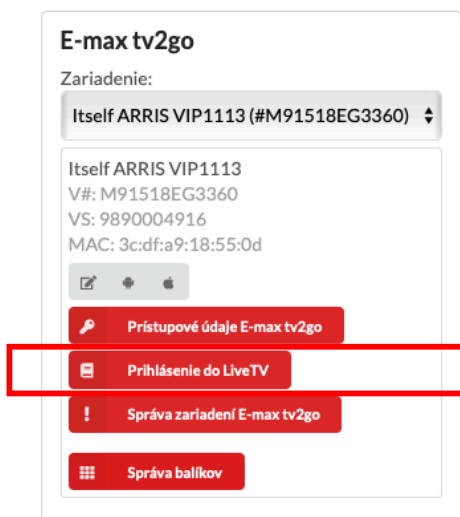 E-max tv2go
Zariadenie:
Itself ARRIS VIP1113 (#M91518EG3360)
Itself ARRIS VIP1113
V#: M91518EG3360
VS: 9890004916
MAC: 3c:df:a9:18:55:0d
Prístupové údaje E-max tv2go
Prihlásenie do LiveTV
Správa zariadení E-max tv2go
Správa balíkov